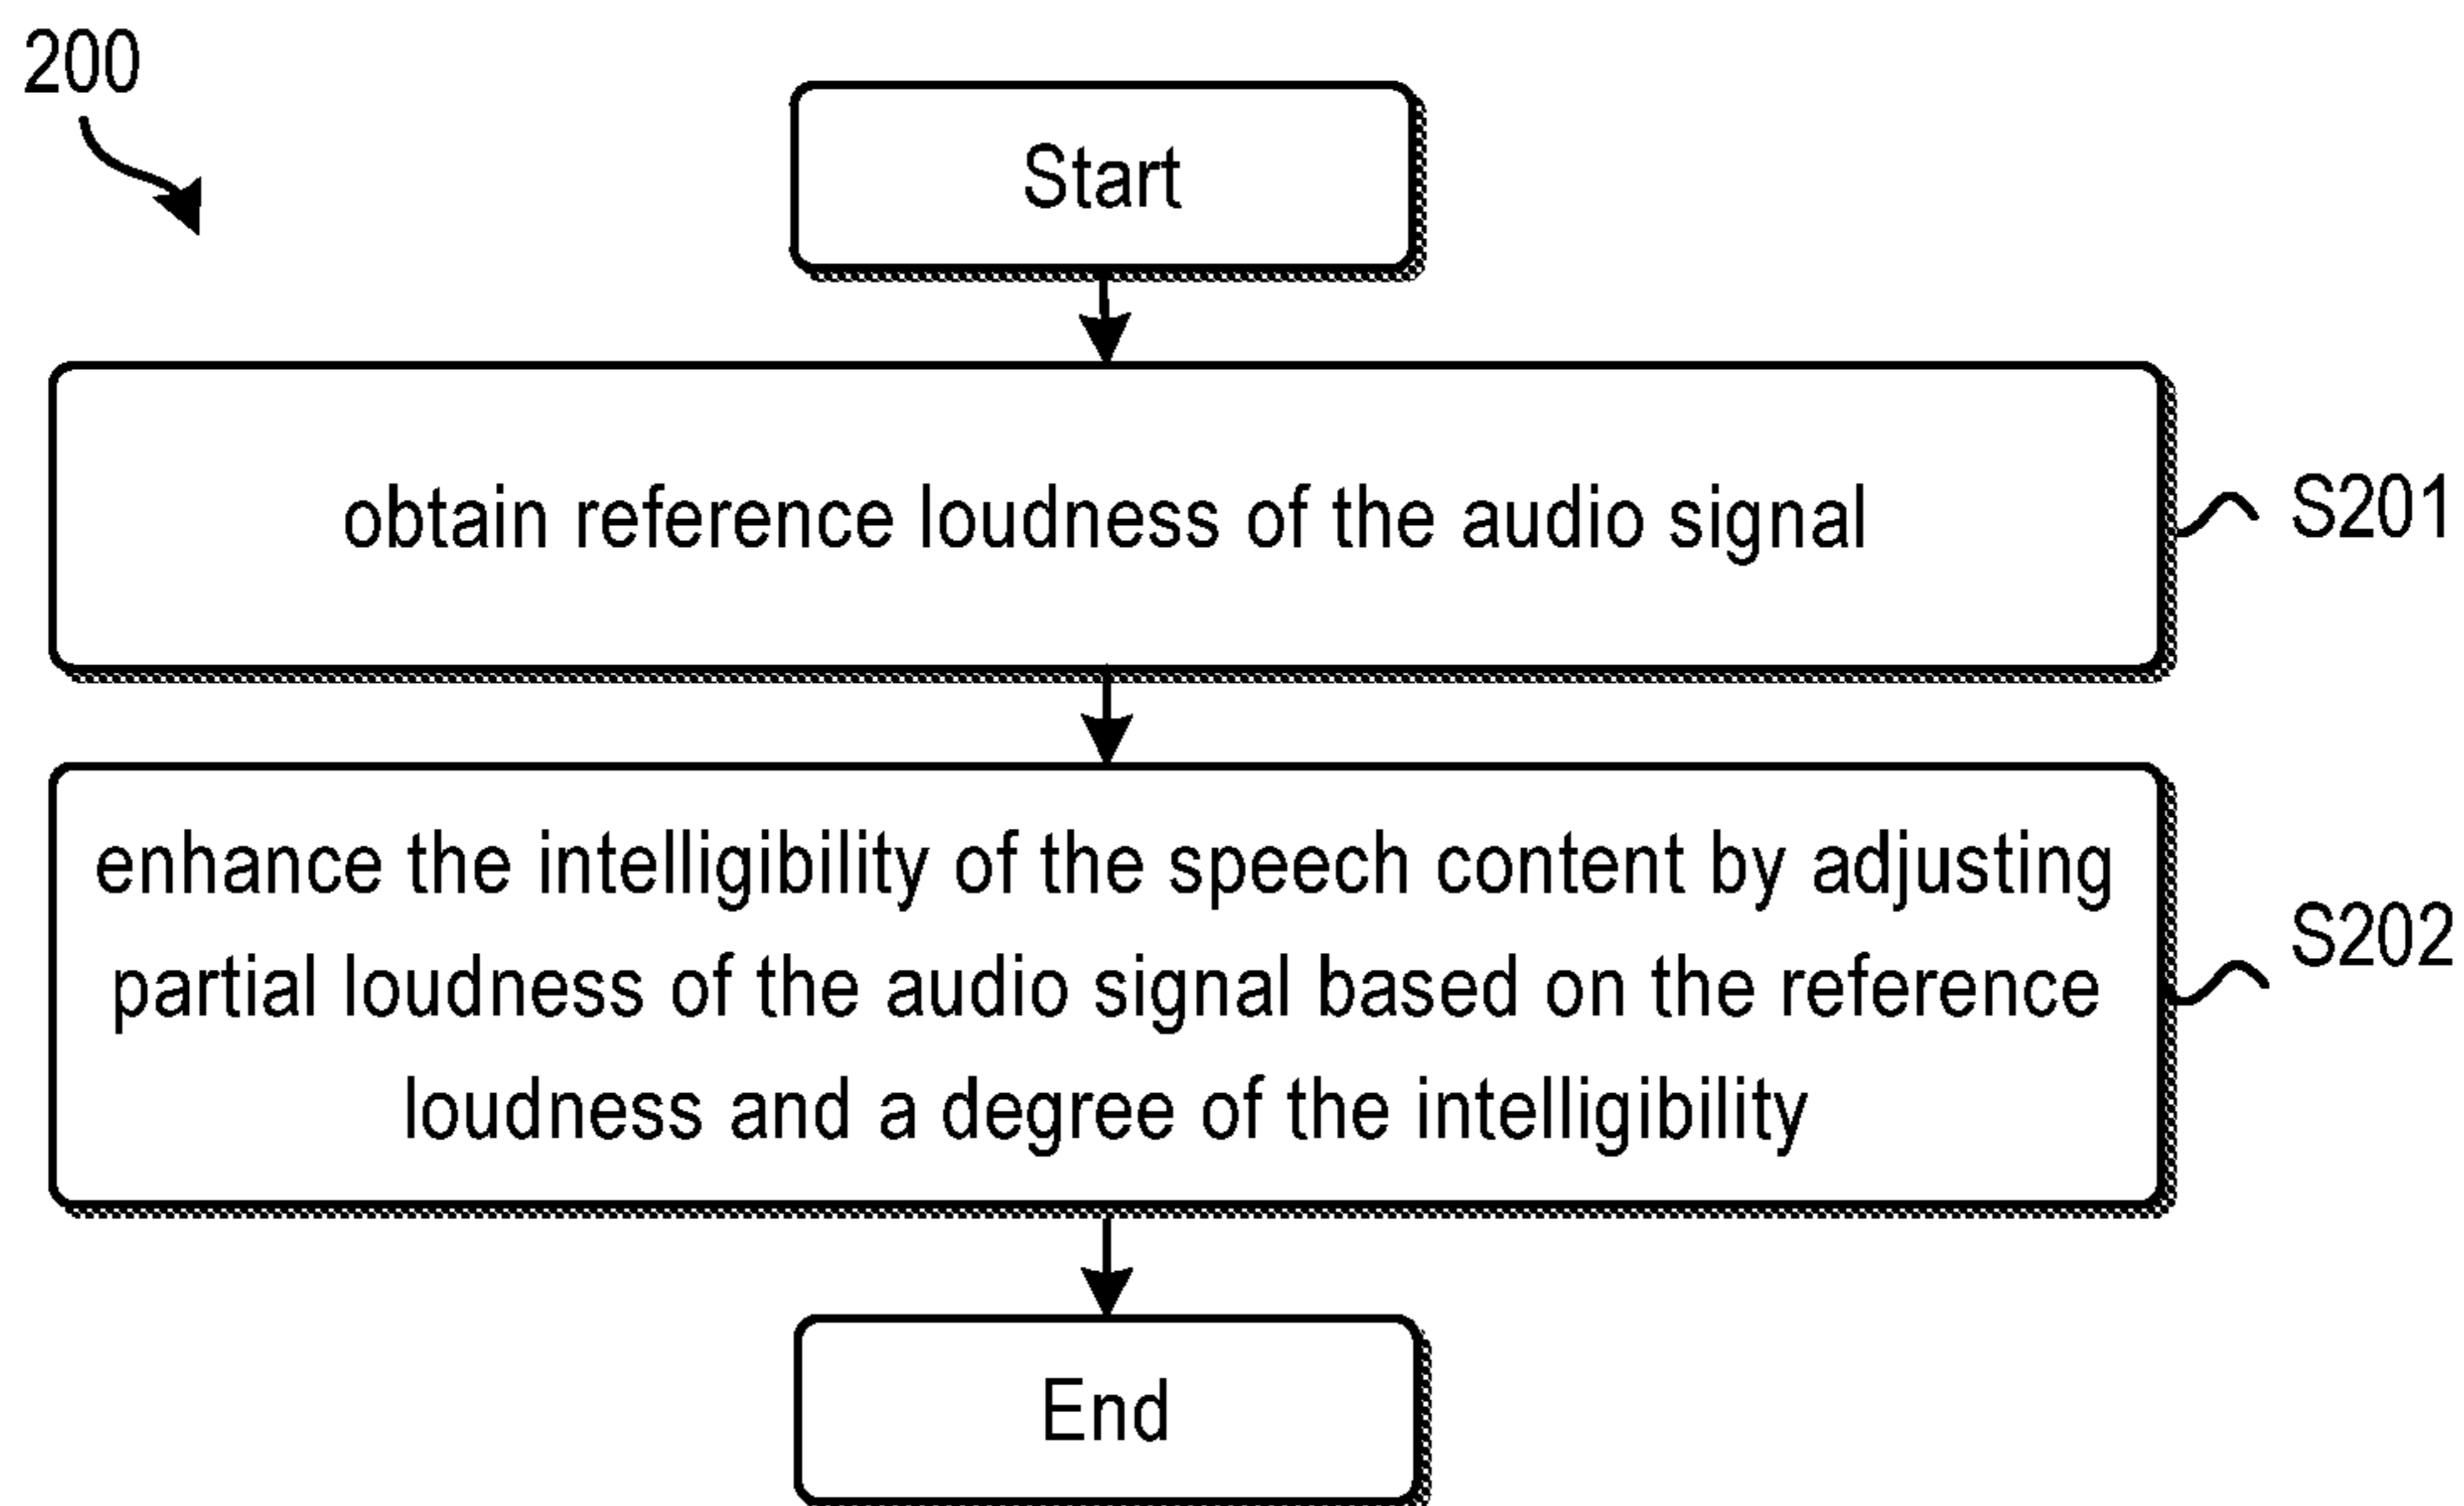 200
Start
obtain reference loudness of the audio signal
S201
enhance the intelligibility of the speech content by adjusting
partial loudness of the audio signal based on the reference
loudness and a degree of the intelligibility
S202
End